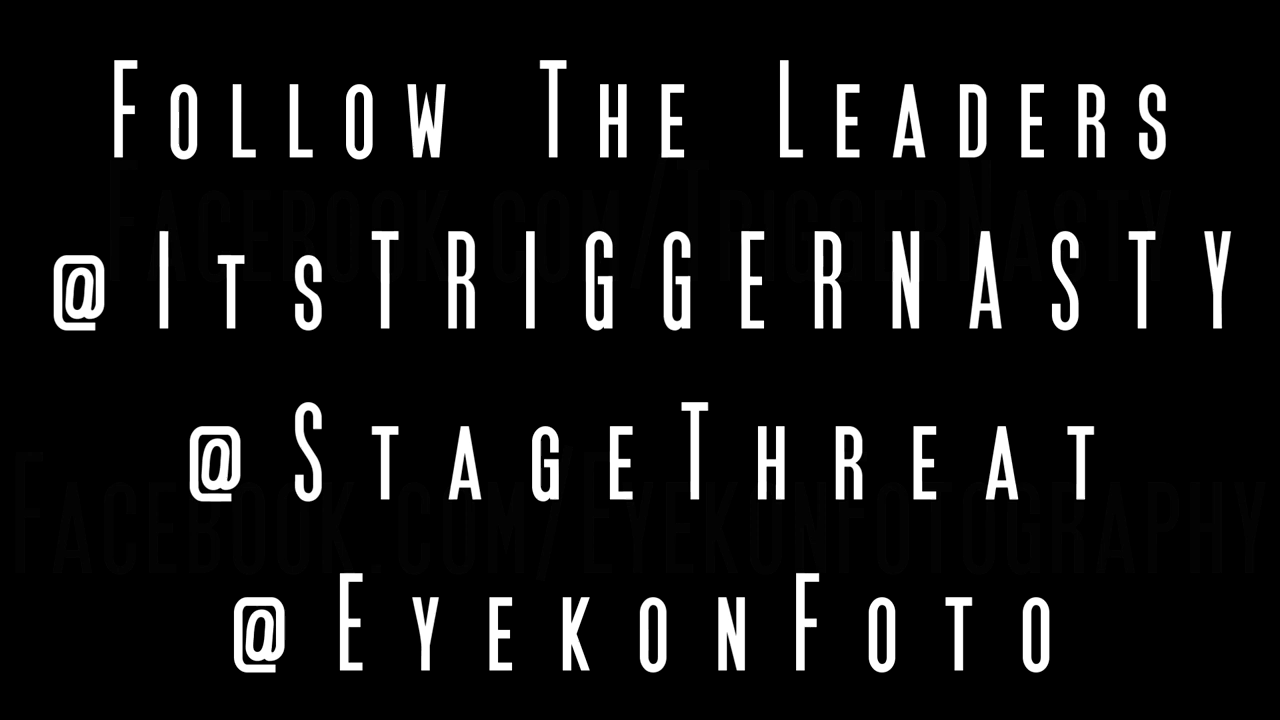 Follow The Leaders
Facebook.com/TriggerNasty
@ItsTRIGGERNASTY
@StageThreat
Facebook.com/EyekonFotography
@EyekonFoto